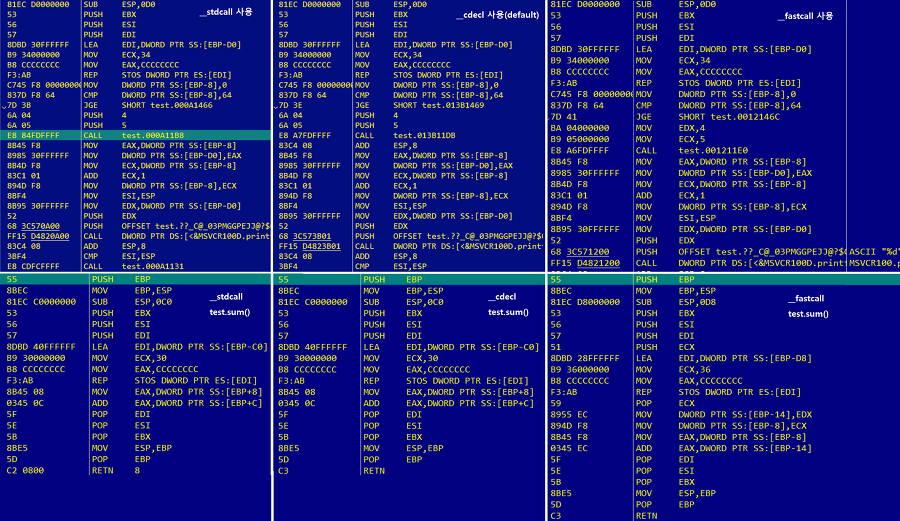 __stdcall 사용
81EC D0000000 SUB ESP,0D0
53 PUSH EBX
56 PUSH ESI
57 PUSH EDI
8DBD 30FFFFFF LEA EDI,DWORD PTR SS:[EBP-D0]
B9 34000000 MOV ECX,34
B8 CCCCCCCC MOV EAX,CCCCCCCC
F3:AB REP STOS DWORD PTR ES:[EDI]
C745 F8 0000000 MOV DWORD PTR SS:[EBP-8],0
837D F8 64 CMP DWORD PTR SS:[EBP-8],64
7D 3B JGE SHORT test.000A1466
6A 04 PUSH 4
6A 05 PUSH 5
E8 84FDFFFF CALL test.000A11B8
8B45 F8 MOV EAX,DWORD PTR SS:[EBP-8]
8985 30FFFFFF MOV DWORD PTR SS:[EBP-D0],EAX
8B4D F8 MOV ECX,DWORD PTR SS:[EBP-8]
83C1 01 ADD ECX,1
894D F8 MOV DWORD PTR SS:[EBP-8],ECX
8BF4 MOV ESI,ESP
8B95 30FFFFFF MOV EDX,DWORD PTR SS:[EBP-D0]
52 PUSH EDX
68 3C570A00 PUSH OFFSET test.??_C@_03PMGGPEJJ@?$
FF15 D4820A00 CALL DWORD PTR DS:[<&MSVCR100D.print
83C4 08 ADD ESP,8
3BF4 CMP ESI,ESP
E8 CDFCFFFF CALL test.000A1131
__cdecl 사용(default)
81EC D0000000 SUB ESP,0D0
53 PUSH EBX
56 PUSH ESI
57 PUSH EDI
8DBD 30FFFFFF LEA EDI,DWORD PTR SS:[EBP-D0]
B9 34000000 MOV ECX,34
B8 CCCCCCCC MOV EAX,CCCCCCCC
F3:AB REP STOS DWORD PTR ES:[EDI]
C745 F8 0000000 MOV DWORD PTR SS:[EBP-8],0
837D F8 64 CMP DWORD PTR SS:[EBP-8],64
7D 3E JGE SHORT test.013B1469
6A 04 PUSH 4
6A 05 PUSH 5
E8 A7FDFFFF CALL test.013B11DB
83C4 08 ADD ESP,8
8B45 F8 MOV EAX,DWORD PTR SS:[EBP-8]
8985 30FFFFFF MOV DWORD PTR SS:[EBP-D0],EAX
8B4D F8 MOV ECX,DWORD PTR SS:[EBP-8]
83C1 01 ADD ECX,1
894D F8 MOV DWORD PTR SS:[EBP-8],ECX
8BF4 MOV ESI,ESP
8B95 30FFFFFF MOV EDX,DWORD PTR SS:[EBP-D0]
52 PUSH EDX
68 3C573B01 PUSH OFFSET test.??_C@_03PMGGPEJJ@?$
FF15 D4823B01 CALL DWORD PTR DS:[<&MSVCR100D.print
83C4 08 ADD ESP,8
3BF4 CMP ESI,ESP
__fastcall 사용
81EC D0000000 SUB ESP,0D0
53 PUSH EBX
56 PUSH ESI
57 PUSH EDI
8DBD 30FFFFFF LEA EDI,DWORD PTR SS:[EBP-D0]
B9 34000000 MOV ECX,34
B8 CCCCCCCC MOV EAX,CCCCCCCC
F3:AB REP STOS DWORD PTR ES:[EDI]
C745 F8 0000000 MOV DWORD PTR SS:[EBP-8],0
837D F8 64 CMP DWORD PTR SS:[EBP-8],64
7D 41 JGE SHORT test.0012146C
BA 04000000 MOV EDX,4
B9 05000000 MOV ECX,5
E8 A6FDFFFF CALL test.001211E0
8B45 F8 MOV EAX,DWORD PTR SS:[EBP-8]
8985 30FFFFFF MOV DWORD PTR SS:[EBP-D0],EAX
8B4D F8 MOV ECX,DWORD PTR SS:[EBP-8]
83C1 01 ADD ECX,1
894D F8 MOV DWORD PTR SS:[EBP-8],ECX
8BF4 MOV ESI,ESP
8B95 30FFFFFF MOV EDX,DWORD PTR SS:[EBP-D0]
52 PUSH EDX
68 3C571200 PUSH OFFSET test.??_C@_03PMGGPEJJ@?$ ASCII "%d"
FF15 D4821200 CALL DWORD PTR DS:[<&MSVCR100D.print MSVCR100.
__stdcall
test.sum()
55 PUSH EBP
8BEC MOV EBP,ESP
81EC C0000000 SUB ESP,0C0
53 PUSH EBX
56 PUSH ESI
57 PUSH EDI
8DBD 40FFFFFF LEA EDI,DWORD PTR SS:[EBP-C0]
B9 30000000 MOV ECX,30
B8 CCCCCCCC MOV EAX,CCCCCCCC
F3:AB REP STOS DWORD PTR ES:[EDI]
8B45 08 MOV EAX,DWORD PTR SS:[EBP+8]
0345 0C ADD EAX,DWORD PTR SS:[EBP+C]
5F POP EDI
5E POP ESI
5B POP EBX
8BE5 MOV ESP,EBP
5D POP EBP
C2 0800 RETN 8
__cdecl
test.sum()
55 PUSH EBP
8BEC MOV EBP,ESP
81EC C0000000 SUB ESP,0C0
53 PUSH EBX
56 PUSH ESI
57 PUSH EDI
8DBD 40FFFFFF LEA EDI,DWORD PTR SS:[EBP-C0]
B9 30000000 MOV ECX,30
B8 CCCCCCCC MOV EAX,CCCCCCCC
F3:AB REP STOS DWORD PTR ES:[EDI]
8B45 08 MOV EAX,DWORD PTR SS:[EBP+8]
0345 0C ADD EAX,DWORD PTR SS:[EBP+C]
5F POP EDI
5E POP ESI
5B POP EBX
8BE5 MOV ESP,EBP
5D POP EBP
C3 RETN
__fastcall
test.sum()
55 PUSH EBP
8BEC MOV EBP,ESP
81EC D8000000 SUB ESP,0D8
53 PUSH EBX
56 PUSH ESI
57 PUSH EDI
51 PUSH ECX
8DBD 28FFFFFF LEA EDI,DWORD PTR SS:[EBP-D8]
B9 36000000 MOV ECX,36
B8 CCCCCCCC MOV EAX,CCCCCCCC
F3:AB REP STOS DWORD PTR ES:[EDI]
59 POP ECX
8955 EC MOV DWORD PTR SS:[EBP-14],EDX
894D F8 MOV DWORD PTR SS:[EBP-8],ECX
8B45 F8 MOV EAX,DWORD PTR SS:[EBP-8]
0345 EC ADD EAX,DWORD PTR SS:[EBP-14]
5F POP EDI
5E POP ESI
5B POP EBX
8BE5 MOV ESP,EBP
5D POP EBP
C3 RETN